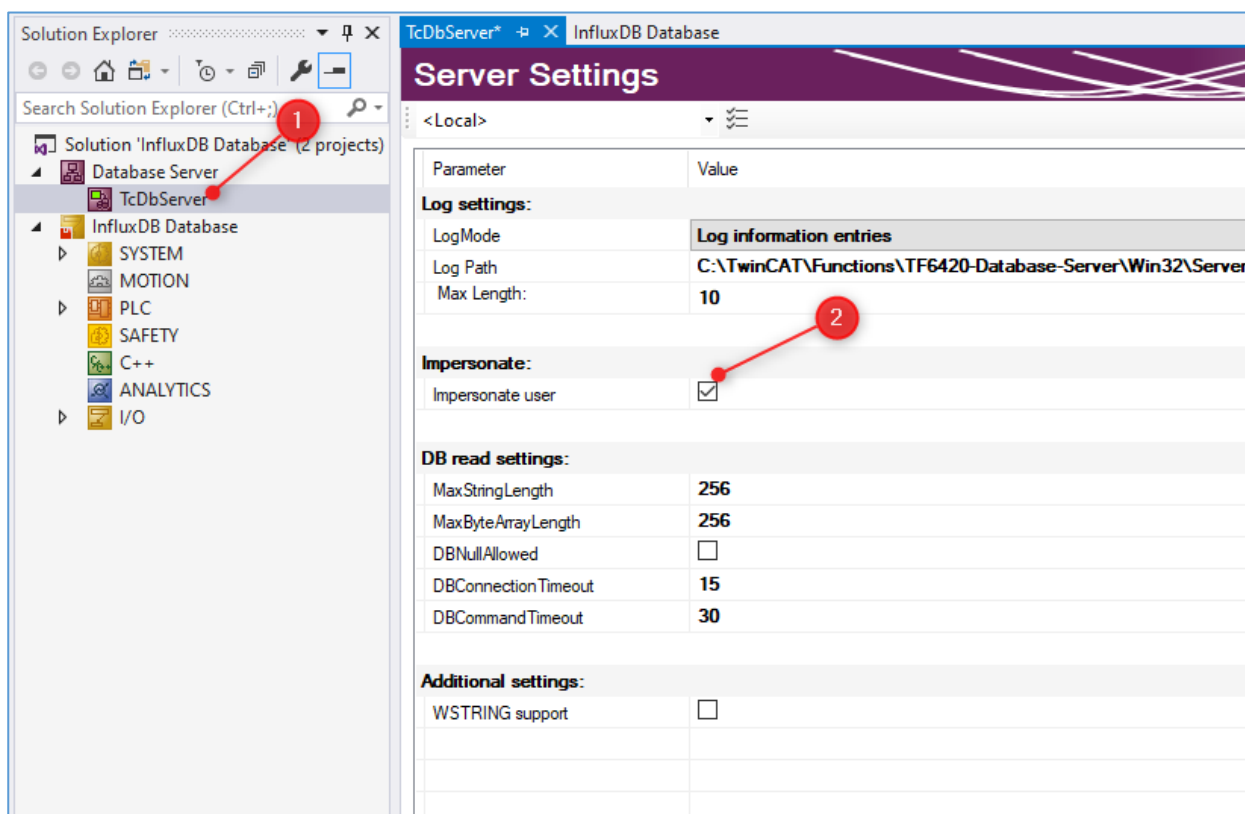 Solution Explorer
Search Solution Explorer (Ctrl+;)
1
Solution 'InfluxDB Database' (2 projects)
Database Server
TcDbServer
InfluxDB Database
SYSTEM
MOTION
PLC
SAFETY
C++
ANALYTICS
I/O
TcDbServer* InfluxDB Database
Server Settings
<Local>
Parameter Value
Log settings:
LogMode Log information entries
Log Path C:\TwinCAT\Functions\TF6420-Database-Server\Win32\Server
Max Length: 10
2
Impersonate:
Impersonate user
DB read settings:
MaxStringLength 256
MaxByteArrayLength 256
DBNullAllowed
DBConnectionTimeout 15
DBCommandTimeout 30
Additional settings:
WSTRING support